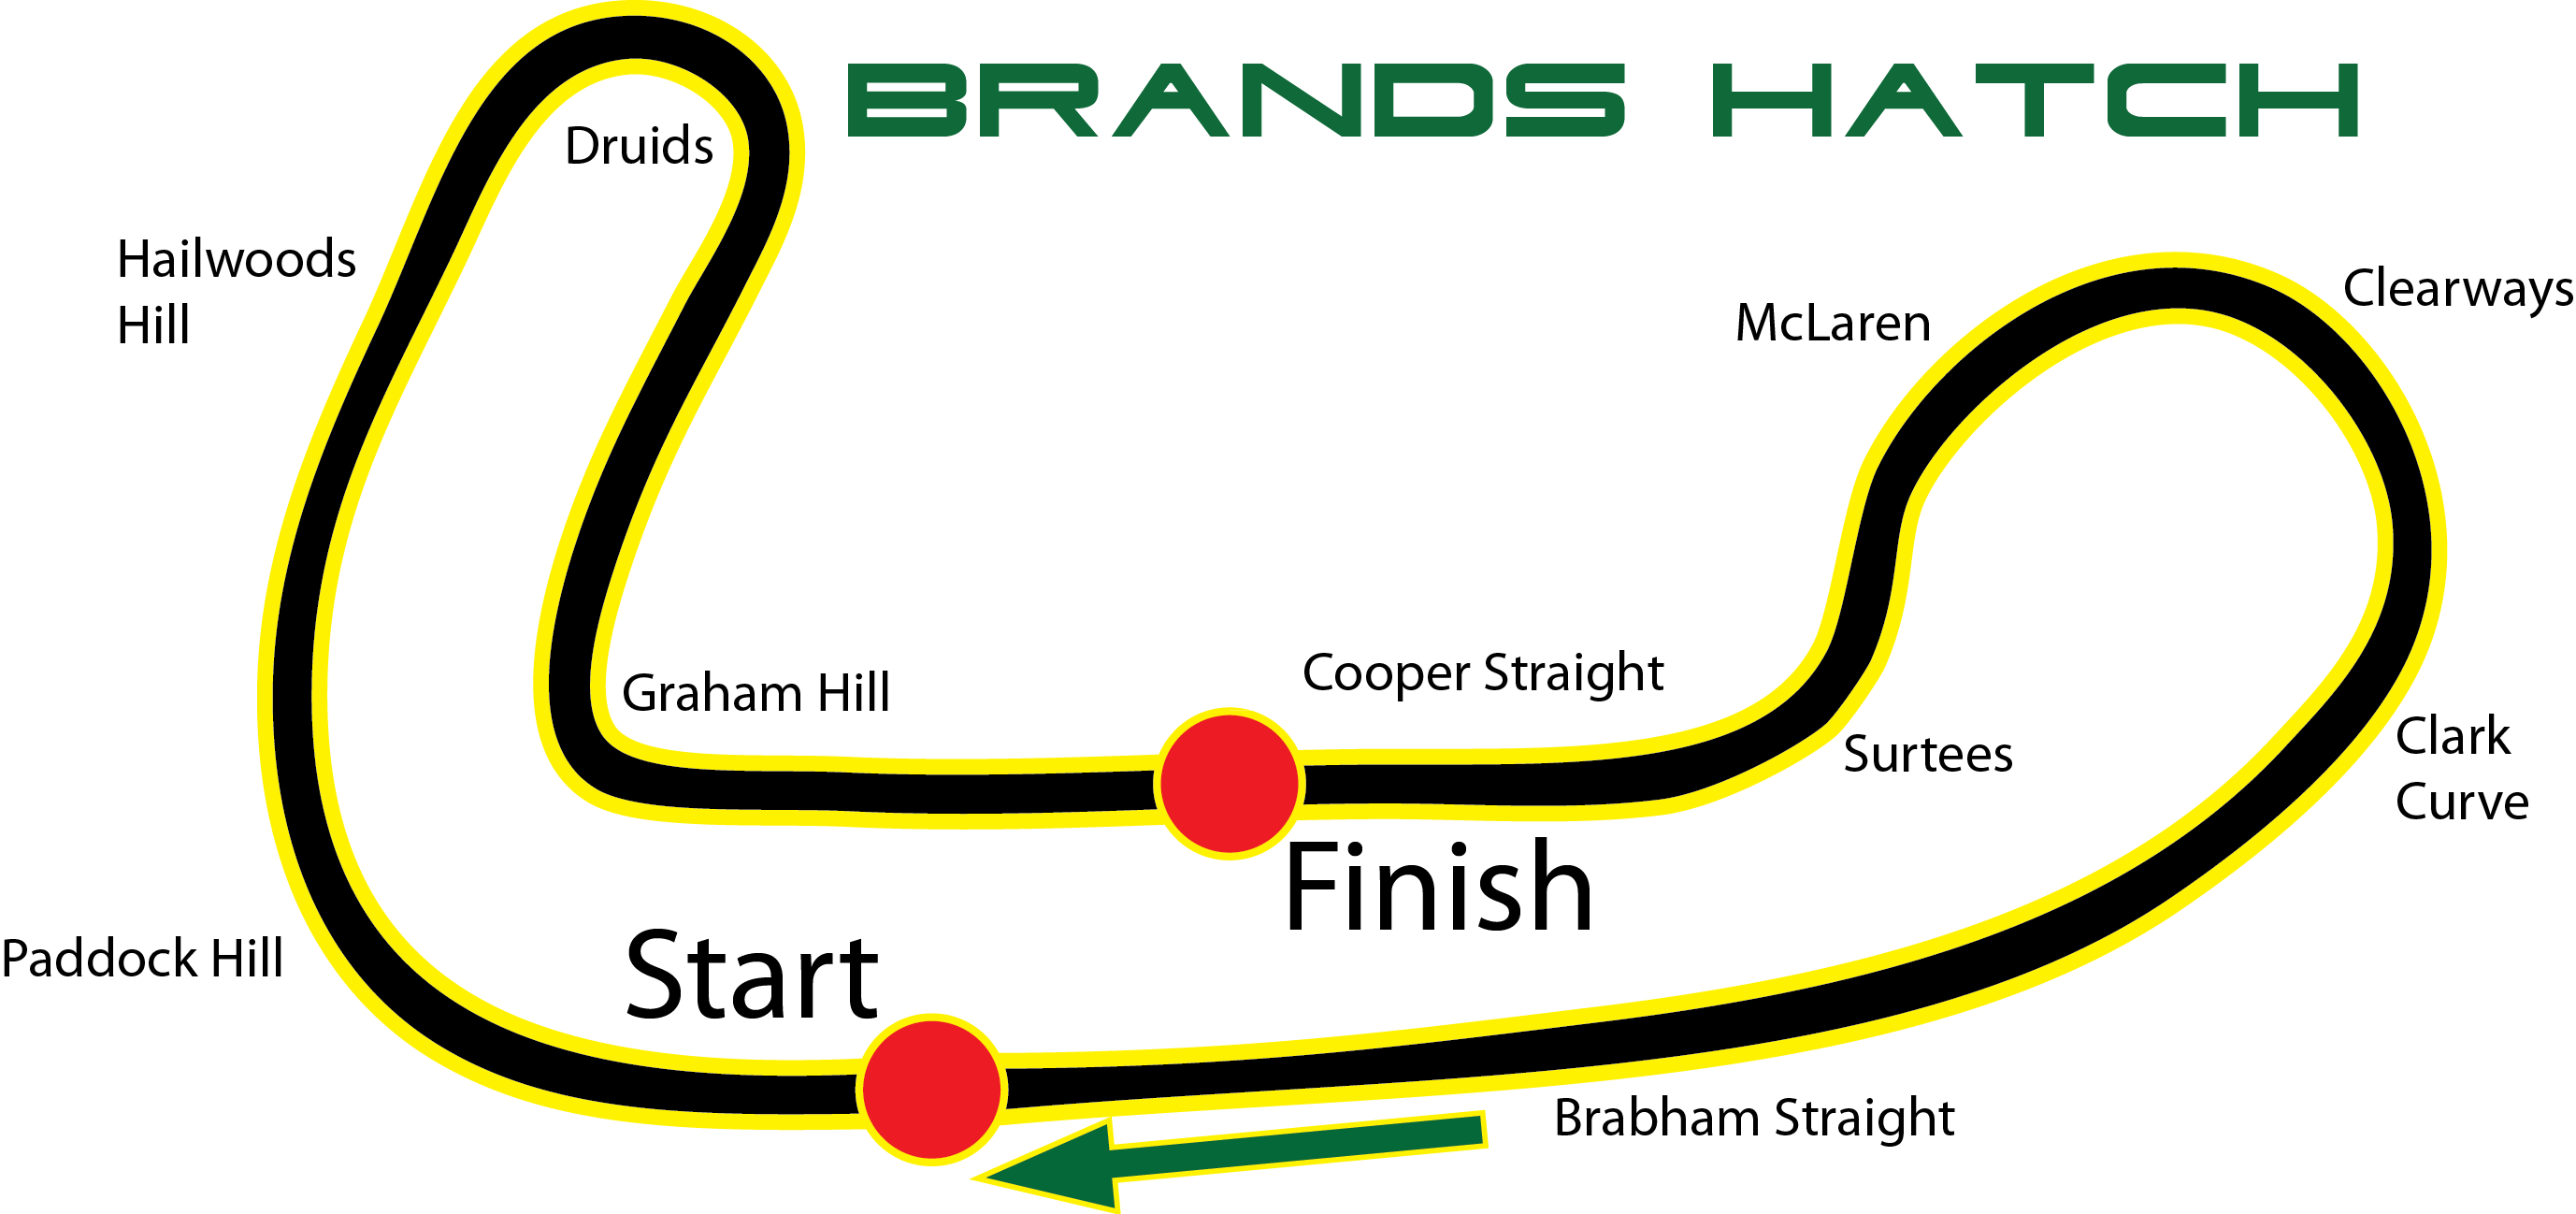 BRANDS HATCH
Druids
Hailwoods
Hill
Clearways
McLaren
Graham Hill
Cooper Straight
Surtees
Clark
Curve
Finish
Start
Paddock Hill
Brabham Straight